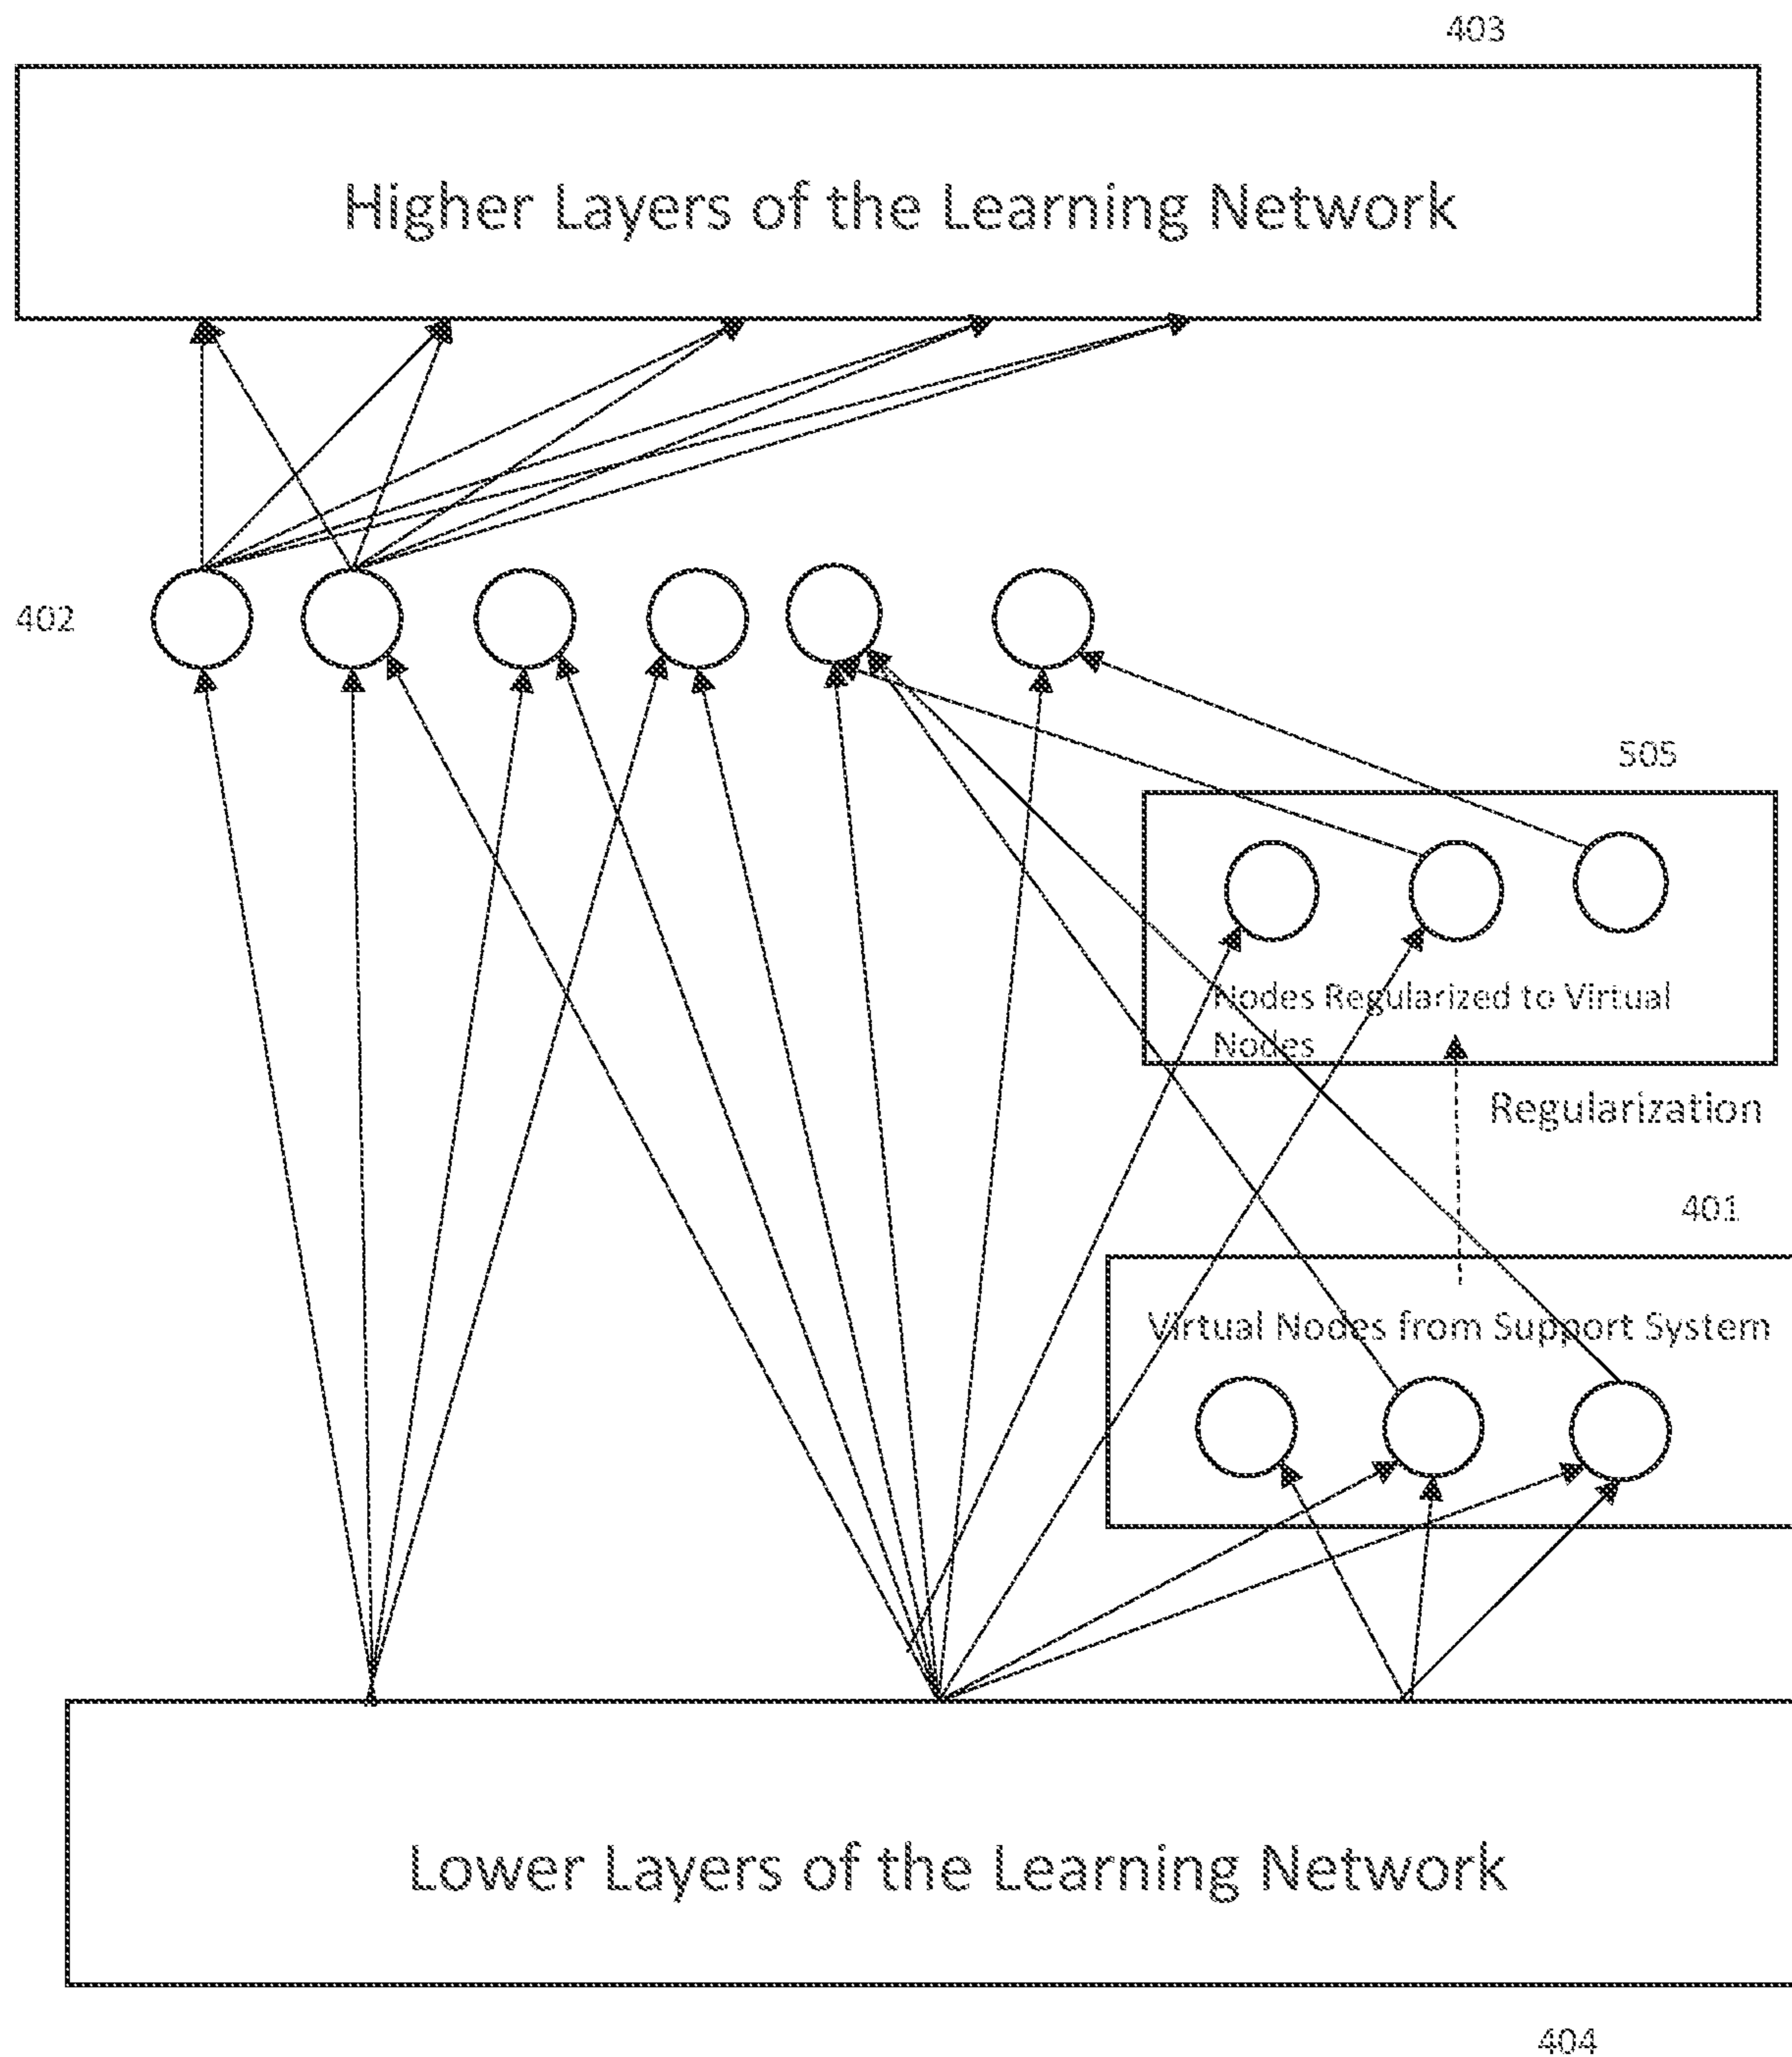 403
Higher Layers of the Learning Network
402
505
Nodes Regularized to Virtual
Nodes
Regularization
401
Virtual Nodes from Support System
Lower Layers of the Learning Network
404